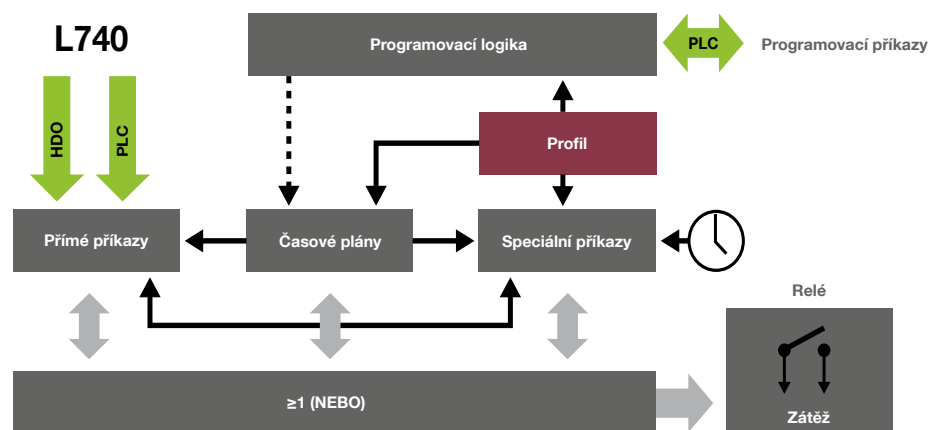 L740
Programovací logika
PLC
Programovací příkazy
HDO
PLC
Profil
Přímé příkazy
Časové plány
Speciální příkazy
Relé
≥1 (NEBO)
Zátěž